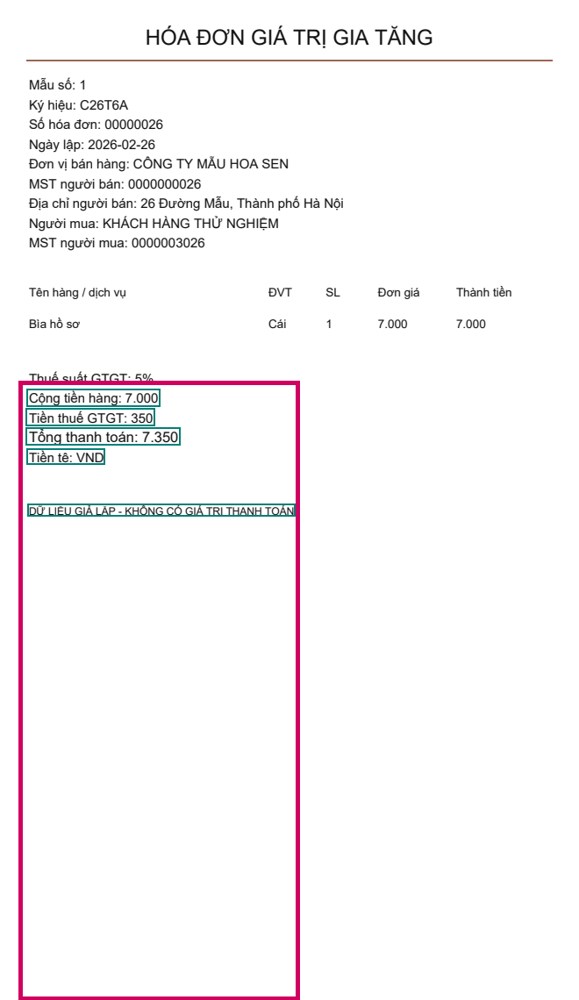 HÓA ĐƠN GIÁ TRỊ GIA TĂNG
Mẫu số: 1
Ký hiệu: C26T6A
Số hóa đơn: 00000026
Ngày lập: 2026-02-26
Đơn vị bán hàng: CÔNG TY MẪU HOA SEN
MST người bán: 0000000026
Địa chỉ người bán: 26 Đường Mẫu, Thành phố Hà Nội
Người mua: KHÁCH HÀNG THỬ NGHIỆM
MST người mua: 0000003026
Tên hàng / dịch vụ ĐVT SL Đơn giá Thành tiền
Bìa hồ sơ Cái 1 7.000 7.000
Thuế suất GTGT: 5%
Cộng tiền hàng: 7.000
Tiền thuế GTGT: 350
Tổng thanh toán: 7.350
Tiền tệ: VND
DỮ LIỆU GIẢ LẬP - KHÔNG CÓ GIÁ TRỊ THANH TOÁN